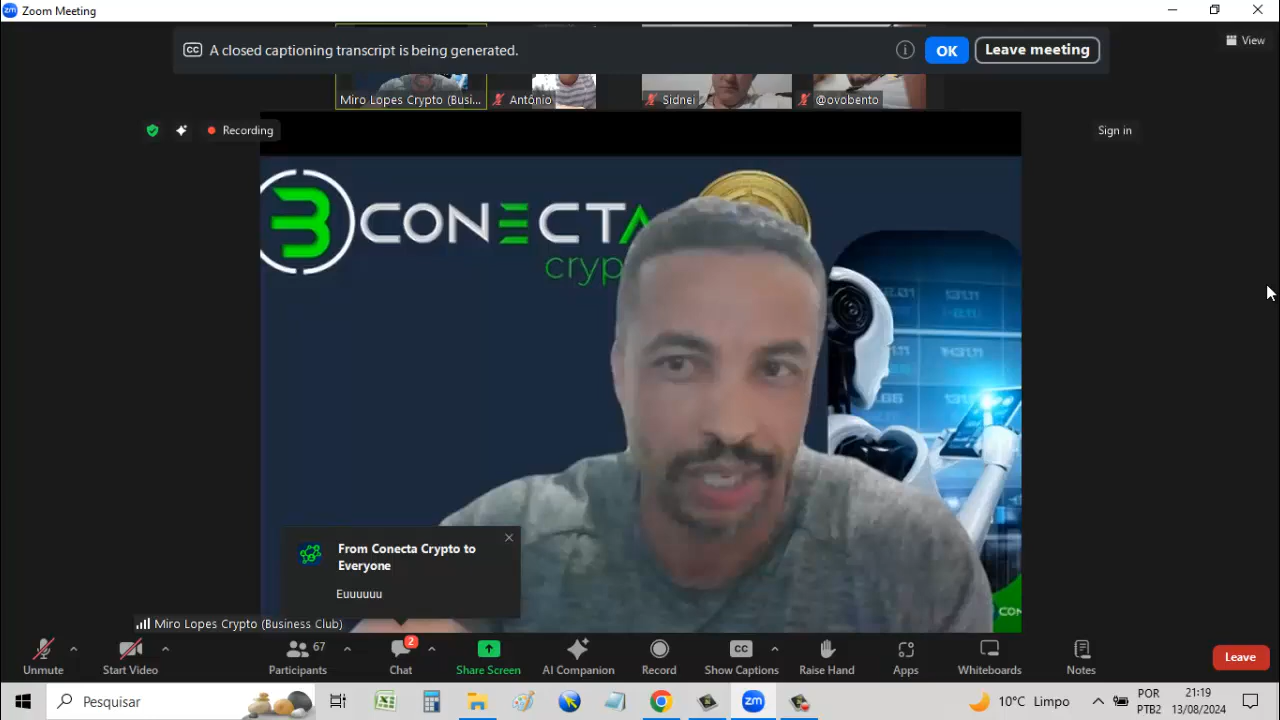 Zoom Meeting
A closed captioning transcript is being generated.
OK
Leave meeting
View
Miro Lopes Crypto (Busi...
António
Sidnei
@ovobento
Recording
Sign in
CONECTA
cryp
From Conecta Crypto to
Everyone
Euuuuuu
Miro Lopes Crypto (Business Club)
67
2
Unmute
Start Video
Participants
Chat
Share Screen
AI Companion
Record
Show Captions
Raise Hand
Apps
Whiteboards
Notes
Leave
Pesquisar
10°C Limpo
POR
PTB2
21:19
13/08/2024